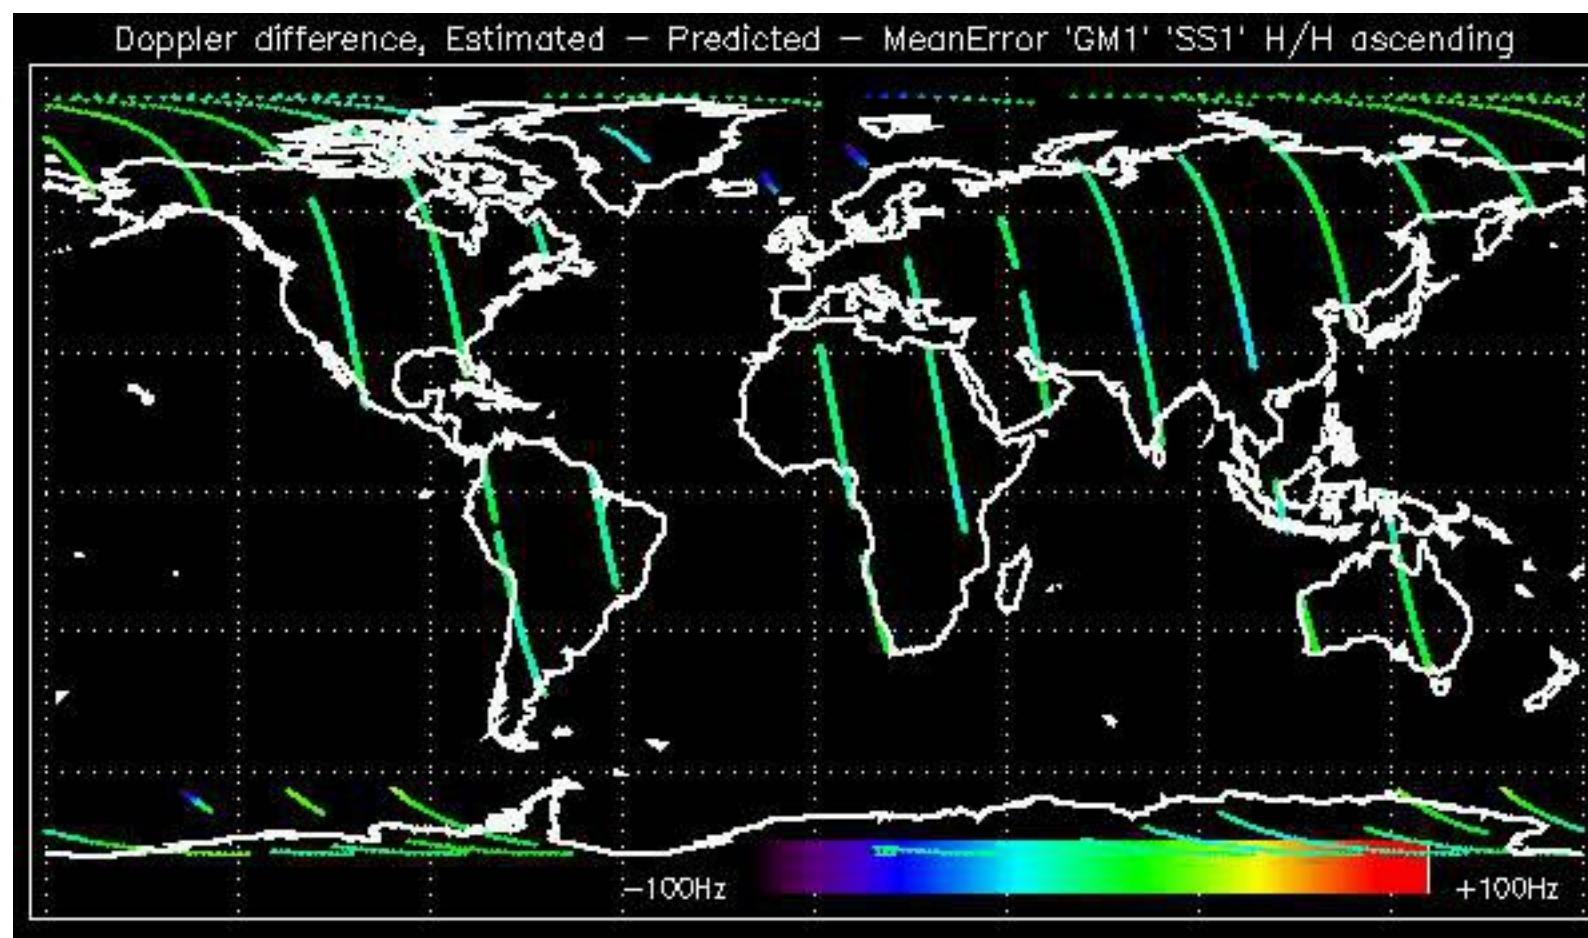 Doppler difference, Estimated – Predicted – MeanError 'GM1' 'SS1' H/H ascending
–100Hz
+100Hz